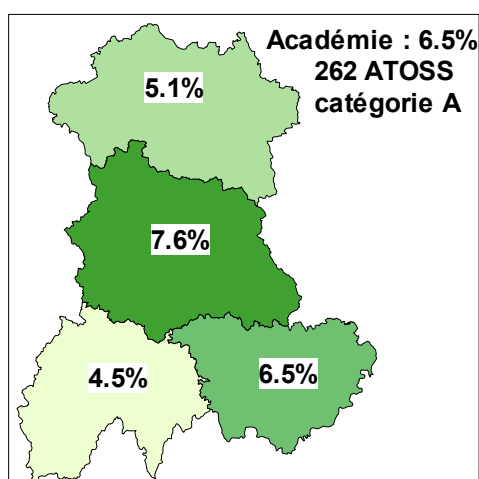 Académie : 6.5%
262 ATOSS
catégorie A
5.1%
7.6%
4.5%
6.5%